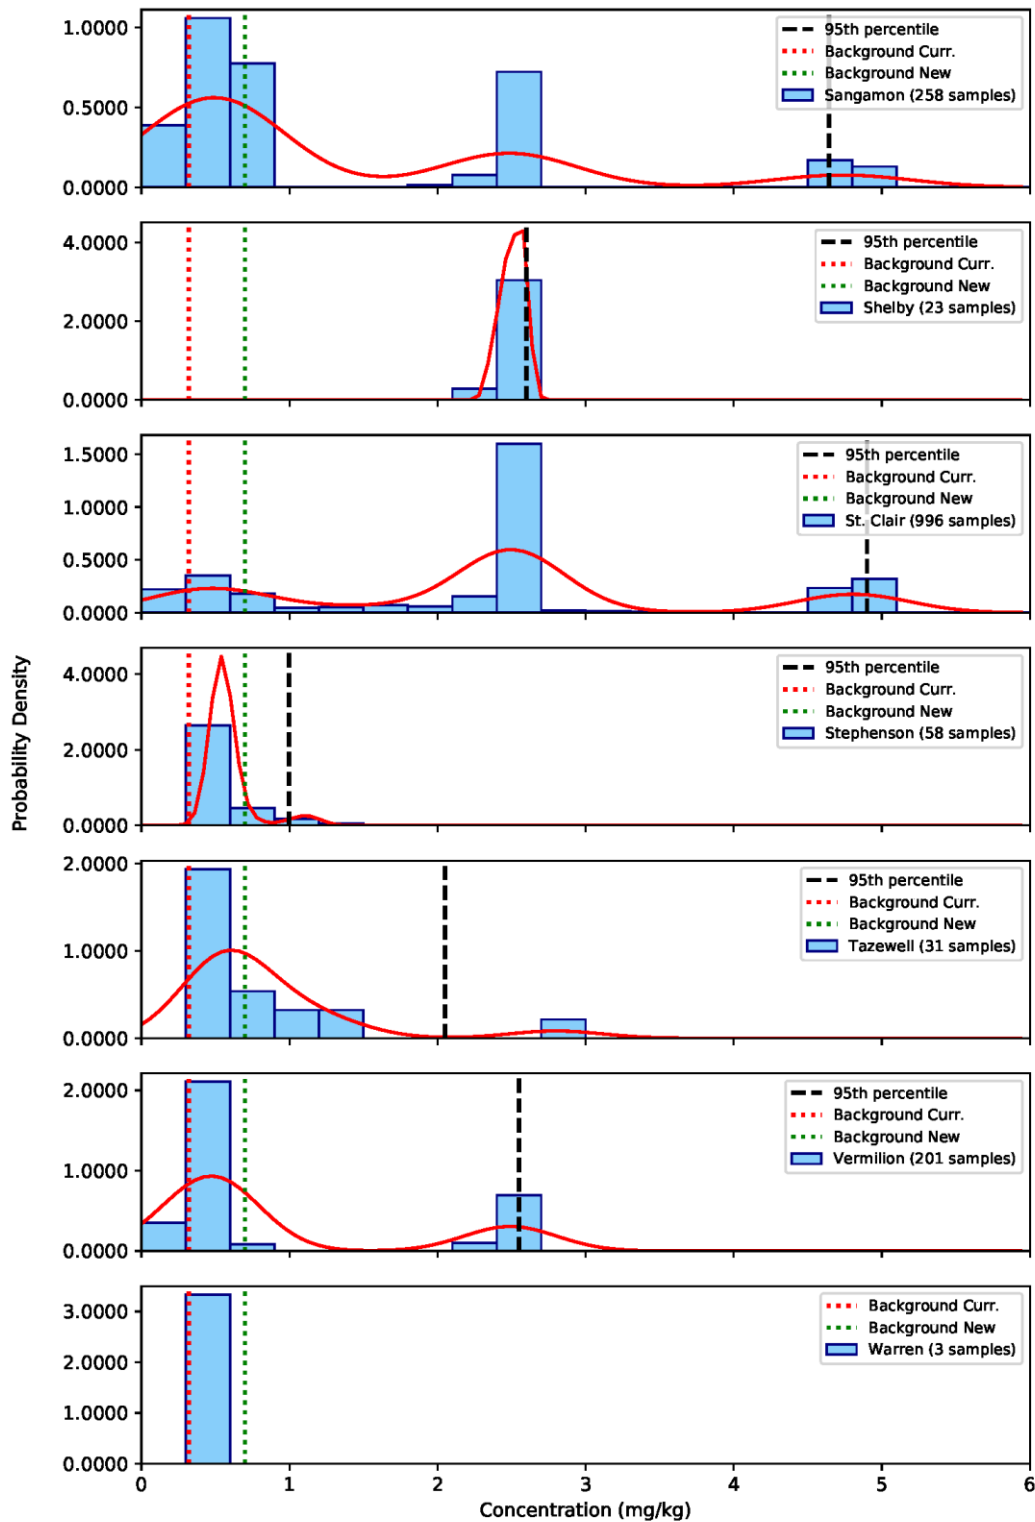 1.0000
0.5000
0.0000
95th percentile
Background Curr.
Background New
Sangamon (258 samples)
4.0000
2.0000
0.0000
95th percentile
Background Curr.
Background New
Shelby (23 samples)
1.5000
1.0000
0.5000
0.0000
95th percentile
Background Curr.
Background New
St. Clair (996 samples)
Probability Density
4.0000
2.0000
0.0000
95th percentile
Background Curr.
Background New
Stephenson (58 samples)
2.0000
1.0000
0.0000
95th percentile
Background Curr.
Background New
Tazewell (31 samples)
2.0000
1.0000
0.0000
95th percentile
Background Curr.
Background New
Vermilion (201 samples)
3.0000
2.0000
1.0000
0.0000
Background Curr.
Background New
Warren (3 samples)
0 1 2 3 4 5 6
Concentration (mg/kg)